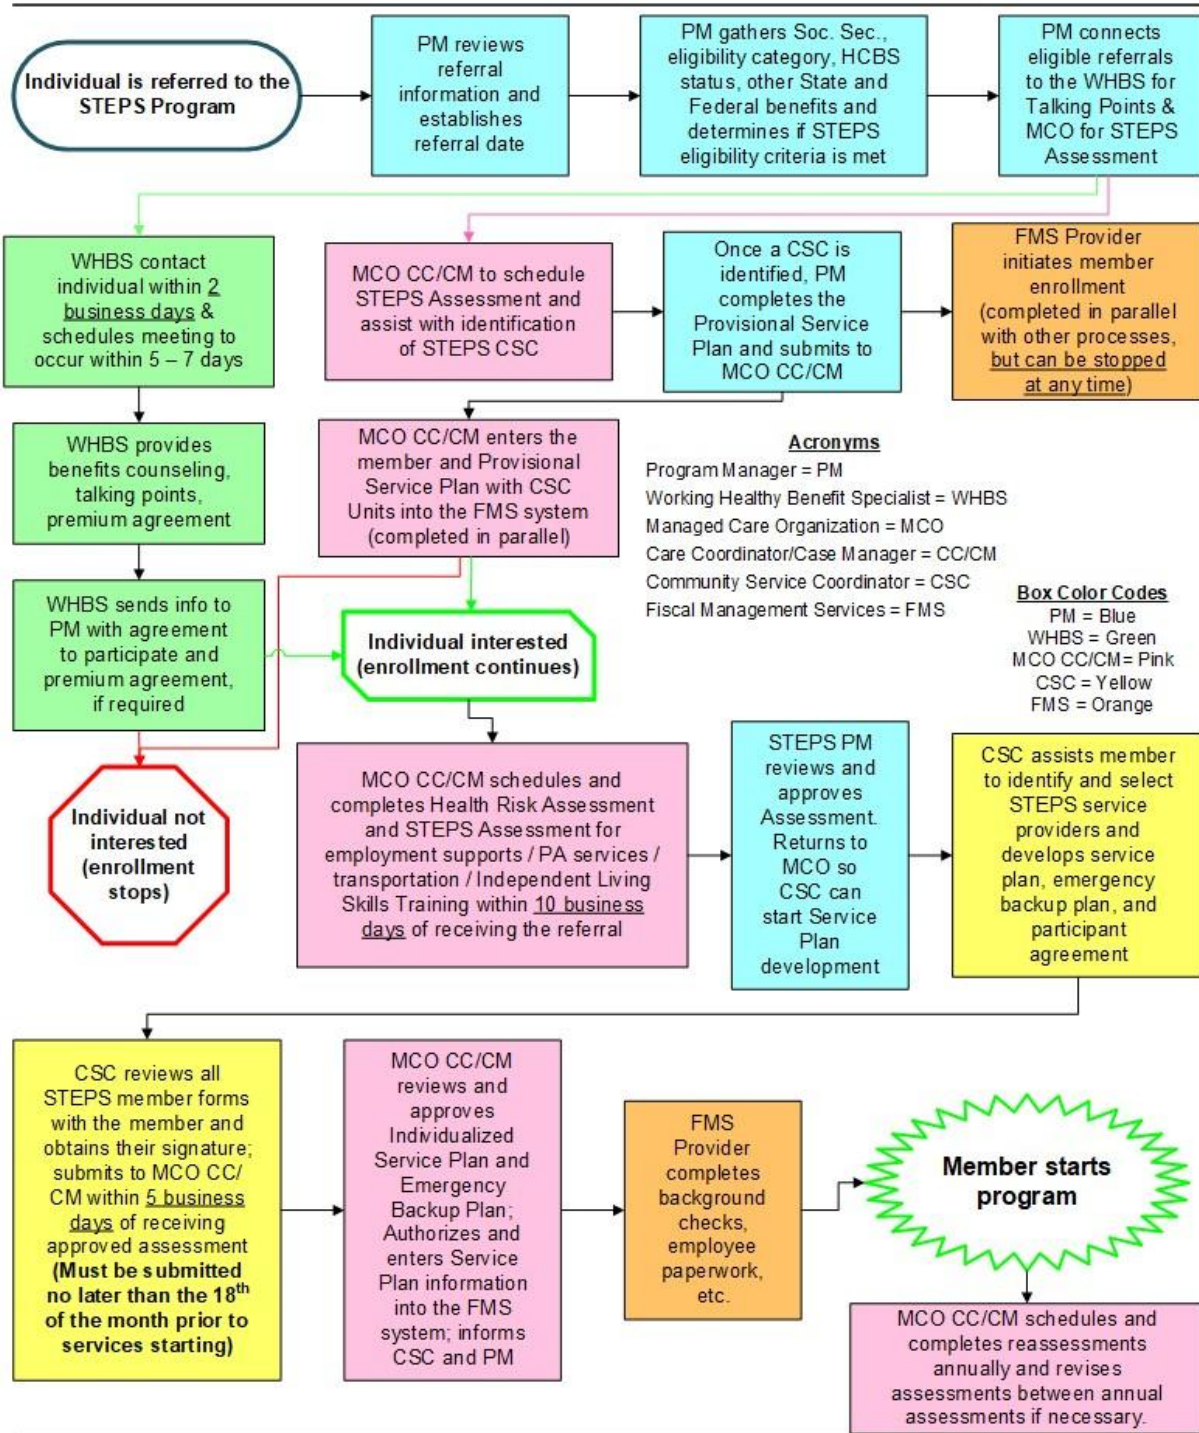 Individual is referred to the
STEPS Program
PM reviews
referral
information and
establishes
referral date
PM gathers Soc. Sec.,
eligibility category, HCBS
status, other State and
Federal benefits and
determines if STEPS
eligibility criteria is met
PM connects
eligible referrals
to the WHBS for
Talking Points &
MCO for STEPS
Assessment
WHBS contact
individual within 2
business days &
schedules meeting to
occur within 5 – 7 days
MCO CC/CM to schedule
STEPS Assessment and
assist with identification
of STEPS CSC
Once a CSC is
identified, PM
completes the
Provisional Service
Plan and submits to
MCO CC/CM
FMS Provider
initiates member
enrollment
(completed in parallel
with other processes,
but can be stopped
at any time)
WHBS provides
benefits counseling,
talking points,
premium agreement
MCO CC/CM enters the
member and Provisional
Service Plan with CSC
Units into the FMS system
(completed in parallel)
Acronyms
Program Manager = PM
Working Healthy Benefit Specialist = WHBS
Managed Care Organization = MCO
Care Coordinator/Case Manager = CC/CM
Community Service Coordinator = CSC
Fiscal Management Services = FMS
Box Color Codes
PM = Blue
WHBS = Green
MCO CC/CM= Pink
CSC = Yellow
FMS = Orange
WHBS sends info to
PM with agreement
to participate and
premium agreement,
if required
Individual interested
(enrollment continues)
Individual not
interested
(enrollment
stops)
MCO CC/CM schedules and
completes Health Risk Assessment
and STEPS Assessment for
employment supports / PA services /
transportation / Independent Living
Skills Training within 10 business
days of receiving the referral
STEPS PM
reviews and
approves
Assessment.
Returns to
MCO so
CSC can
start Service
Plan
development
CSC assists member
to identify and select
STEPS service
providers and
develops service
plan, emergency
backup plan, and
participant
agreement
CSC reviews all
STEPS member forms
with the member and
obtains their signature;
submits to MCO CC/
CM within 5 business
days of receiving
approved assessment
(Must be submitted
no later than the 18th
of the month prior to
services starting)
MCO CC/CM
reviews and
approves
Individualized
Service Plan and
Emergency
Backup Plan;
Authorizes and
enters Service
Plan information
into the FMS
system; informs
CSC and PM
FMS
Provider
completes
background
checks,
employee
paperwork,
etc.
Member starts
program
MCO CC/CM schedules and
completes reassessments
annually and revises
assessments between annual
assessments if necessary.